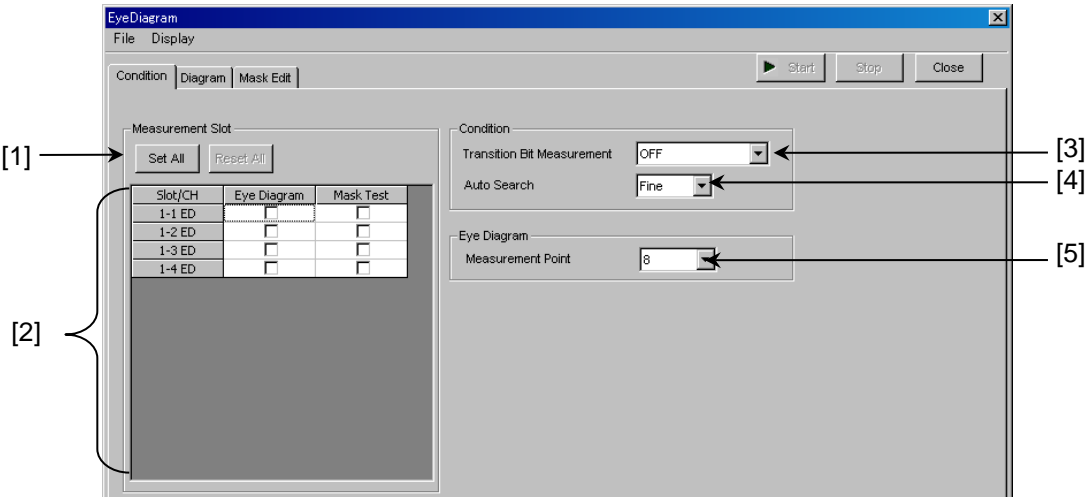 EyeDiagram
File Display
Condition Diagram Mask Edit
Start Stop Close
Measurement Slot
Set All Reset All
Slot/CH Eye Diagram Mask Test
1-1 ED
1-2 ED
1-3 ED
1-4 ED
Condition
Transition Bit Measurement OFF
Auto Search Fine
Eye Diagram
Measurement Point 8
[1]
[2]
[3]
[4]
[5]